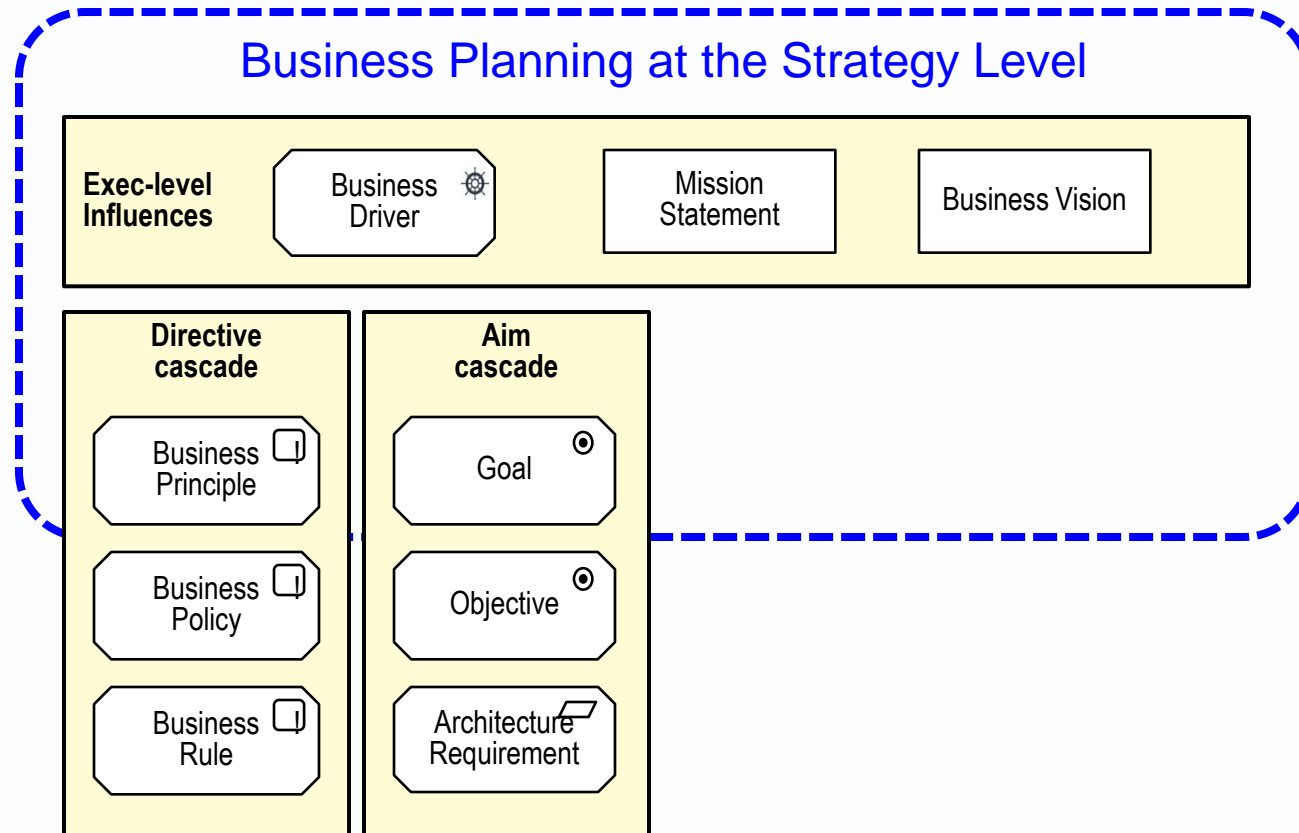 Business Planning at the Strategy Level
Exec-level
Influences
Business
Driver
Mission
Statement
Business Vision
Directive
cascade
Business
Principle
Business
Policy
Business
Rule
Aim
cascade
Goal
Objective
Architecture
Requirement